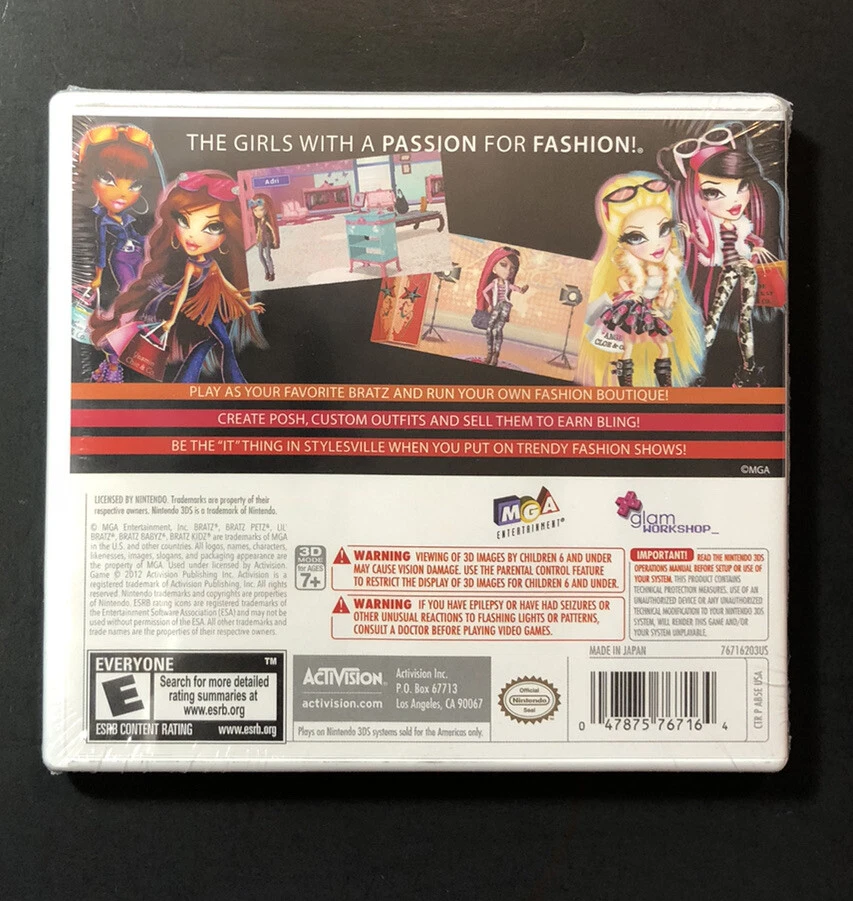 THE GIRLS WITH A PASSION FOR FASHION!®
Adri
ANGE
CLOE & CO
PLAY AS YOUR FAVORITE BRATZ AND RUN YOUR OWN FASHION BOUTIQUE!
CREATE POSH, CUSTOM OUTFITS AND SELL THEM TO EARN BLING!
BE THE "IT" THING IN STYLESVILLE WHEN YOU PUT ON TRENDY FASHION SHOWS!
©MGA
LICENSED BY NINTENDO. Trademarks are property of their
respective owners. Nintendo 3DS is a trademark of Nintendo.
© MGA Entertainment, Inc. BRATZ®, BRATZ PETZ®, LIL'
BRATZ®, BRATZ BABYZ®, BRATZ KIDZ® are trademarks of MGA
in the U.S. and other countries. All logos, names, characters,
likenesses, images, slogans, and packaging appearance are
the property of MGA. Used under license by Activision.
Game © 2012 Activision Publishing Inc. Activision is a
registered trademark of Activision Publishing, Inc. All rights
reserved. Nintendo trademarks and copyrights are properties
of Nintendo. ESRB rating icons are registered trademarks of
the Entertainment Software Association (ESA) and may not be
used without permission of the ESA. All other trademarks and
trade names are the properties of their respective owners.
MGA
ENTERTAINMENT®
glam
WORKSHOP_
3D
MODE
for AGES
7+
WARNING VIEWING OF 3D IMAGES BY CHILDREN 6 AND UNDER
MAY CAUSE VISION DAMAGE. USE THE PARENTAL CONTROL FEATURE
TO RESTRICT THE DISPLAY OF 3D IMAGES FOR CHILDREN 6 AND UNDER.
WARNING IF YOU HAVE EPILEPSY OR HAVE HAD SEIZURES OR
OTHER UNUSUAL REACTIONS TO FLASHING LIGHTS OR PATTERNS,
CONSULT A DOCTOR BEFORE PLAYING VIDEO GAMES.
IMPORTANT! READ THE NINTENDO 3DS
OPERATIONS MANUAL BEFORE SETUP OR USE OF
YOUR SYSTEM. THIS PRODUCT CONTAINS
TECHNICAL PROTECTION MEASURES. USE OF AN
UNAUTHORIZED DEVICE OR ANY UNAUTHORIZED
TECHNICAL MODIFICATION TO YOUR NINTENDO 3DS
SYSTEM, WILL RENDER THIS GAME AND/OR
YOUR SYSTEM UNPLAYABLE.
MADE IN JAPAN
76716203US
EVERYONE TM
E
Search for more detailed
rating summaries at
www.esrb.org
ESRB CONTENT RATING www.esrb.org
ACTIVISION
activision.com
Activision Inc.
P.O. Box 67713
Los Angeles, CA 90067
Plays on Nintendo 3DS systems sold for the Americas only.
Official
Nintendo
Seal
0 47875 76716 4
CTR P ABSE USA